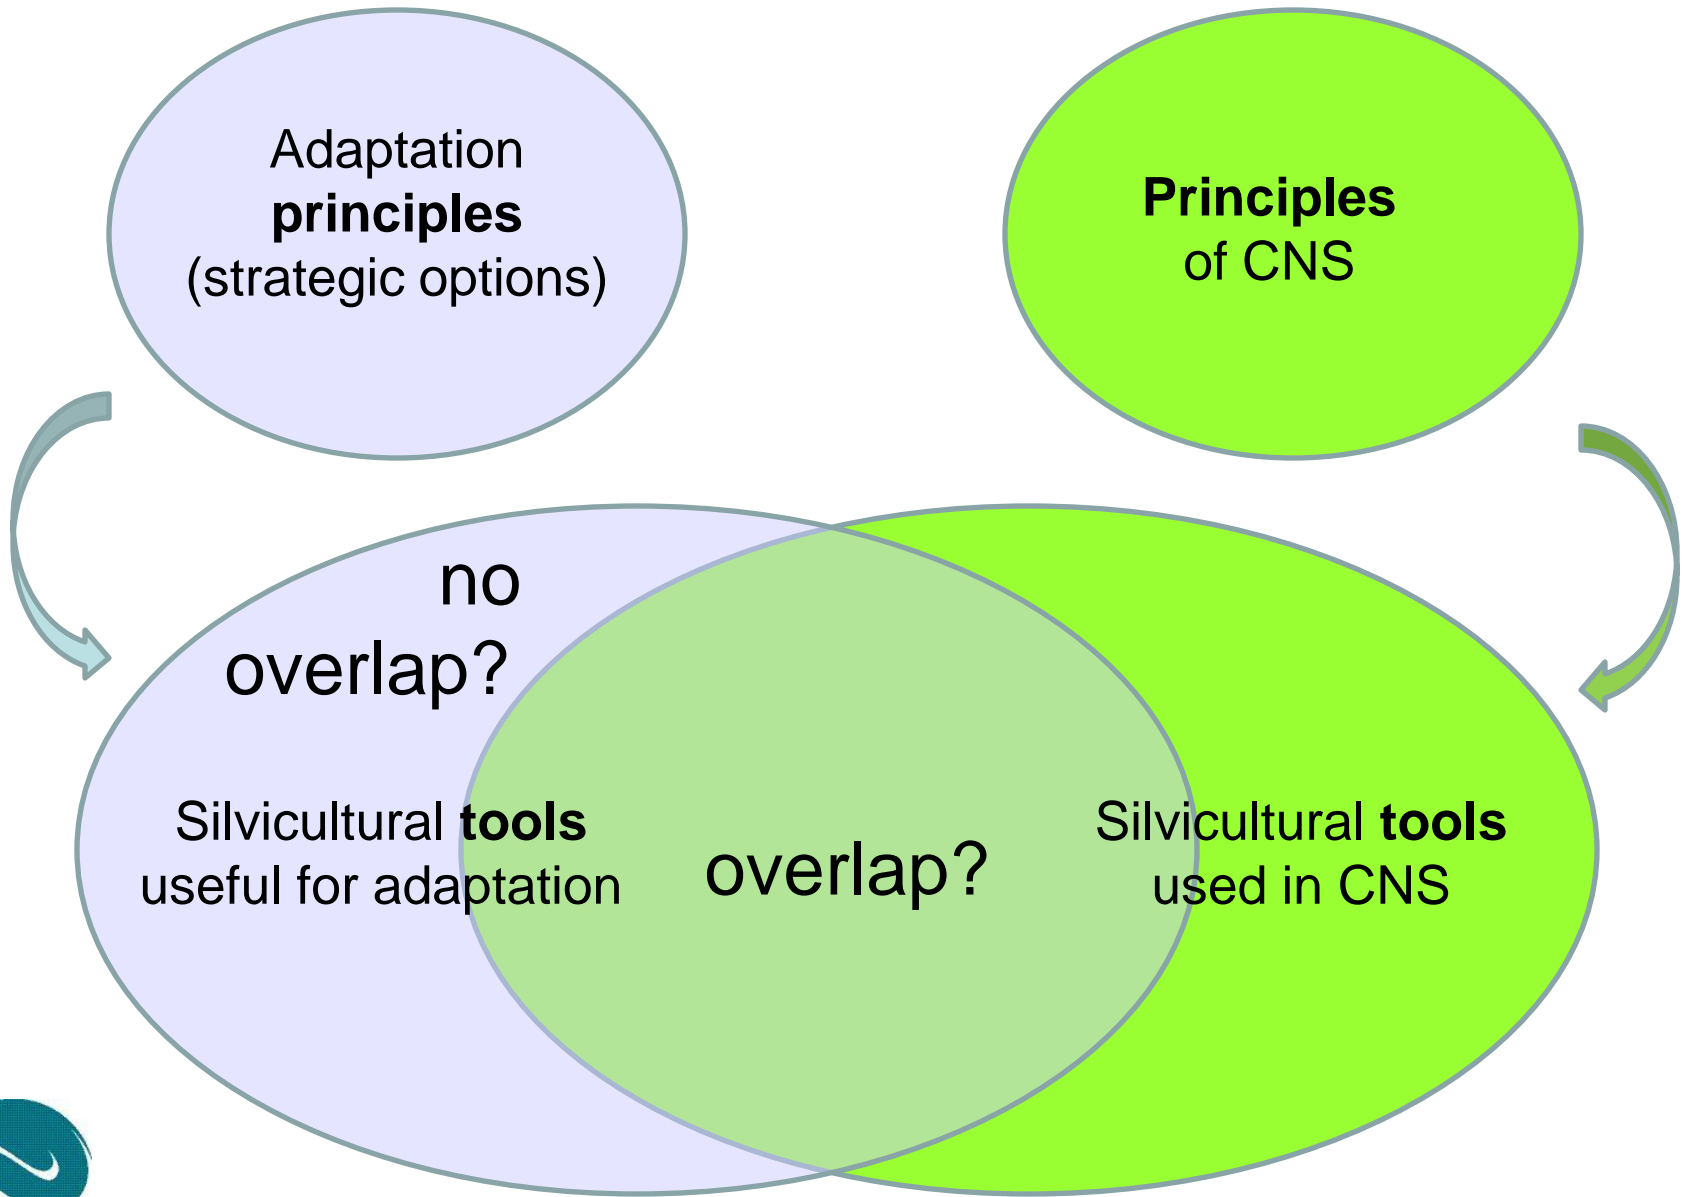 Adaptation
principles
(strategic options)
Principles
of CNS
no
overlap?
Silvicultural tools
useful for adaptation
overlap?
Silvicultural tools
used in CNS